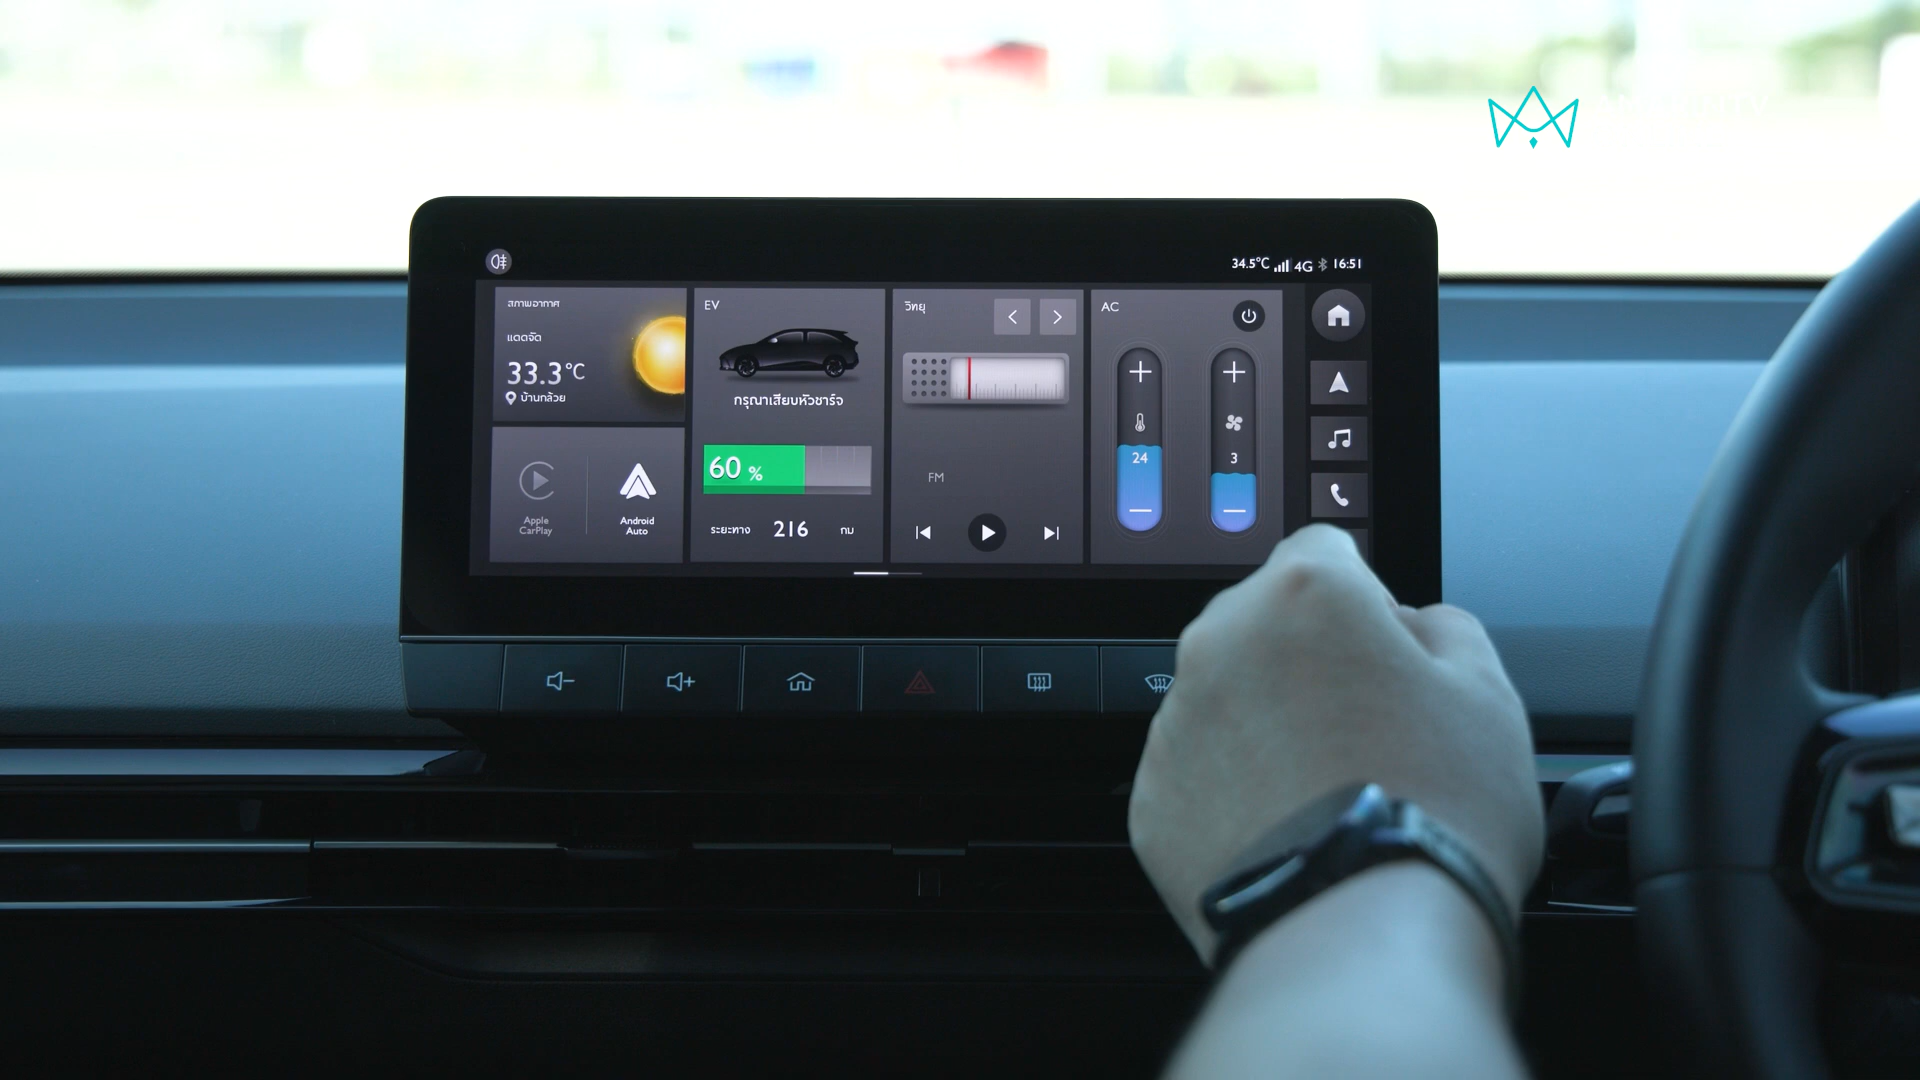 34.5°C 4G 16:51
สภาพอากาศ
แดดจัด
33.3°C
บ้านกล้วย
Apple
CarPlay
Android
Auto
EV
กรุณาเสียบหัวชาร์จ
60 %
ระยะทาง 216 กม
วิทยุ
FM
AC
24
3